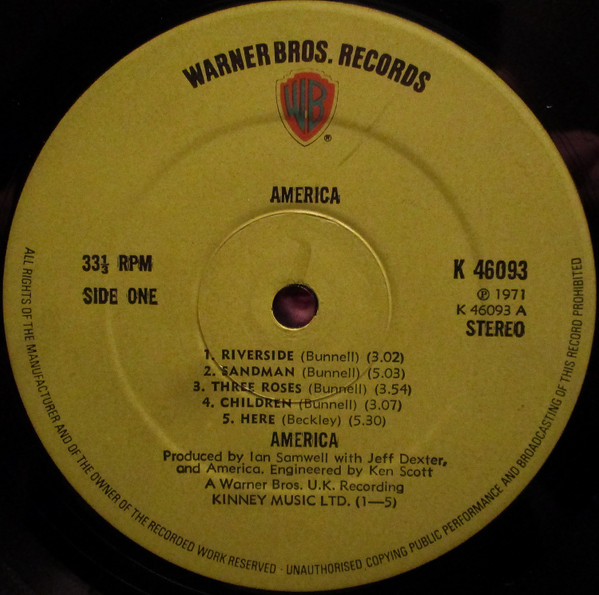 WARNER BROS. RECORDS
WB
®
AMERICA
33⅓ RPM
SIDE ONE
K 46093
℗ 1971
K 46093 A
STEREO
1. RIVERSIDE (Bunnell) (3.02)
2. SANDMAN (Bunnell) (5.03)
3. THREE ROSES (Bunnell) (3.54)
4. CHILDREN (Bunnell) (3.07)
5. HERE (Beckley) (5.30)
AMERICA
Produced by Ian Samwell with Jeff Dexter,
and America. Engineered by Ken Scott
A Warner Bros. U.K. Recording
KINNEY MUSIC LTD. (1—5)
ALL RIGHTS OF THE MANUFACTURER AND OF THE OWNER OF THE RECORDED WORK RESERVED · UNAUTHORISED COPYING PUBLIC PERFORMANCE AND BROADCASTING OF THIS RECORD PROHIBITED